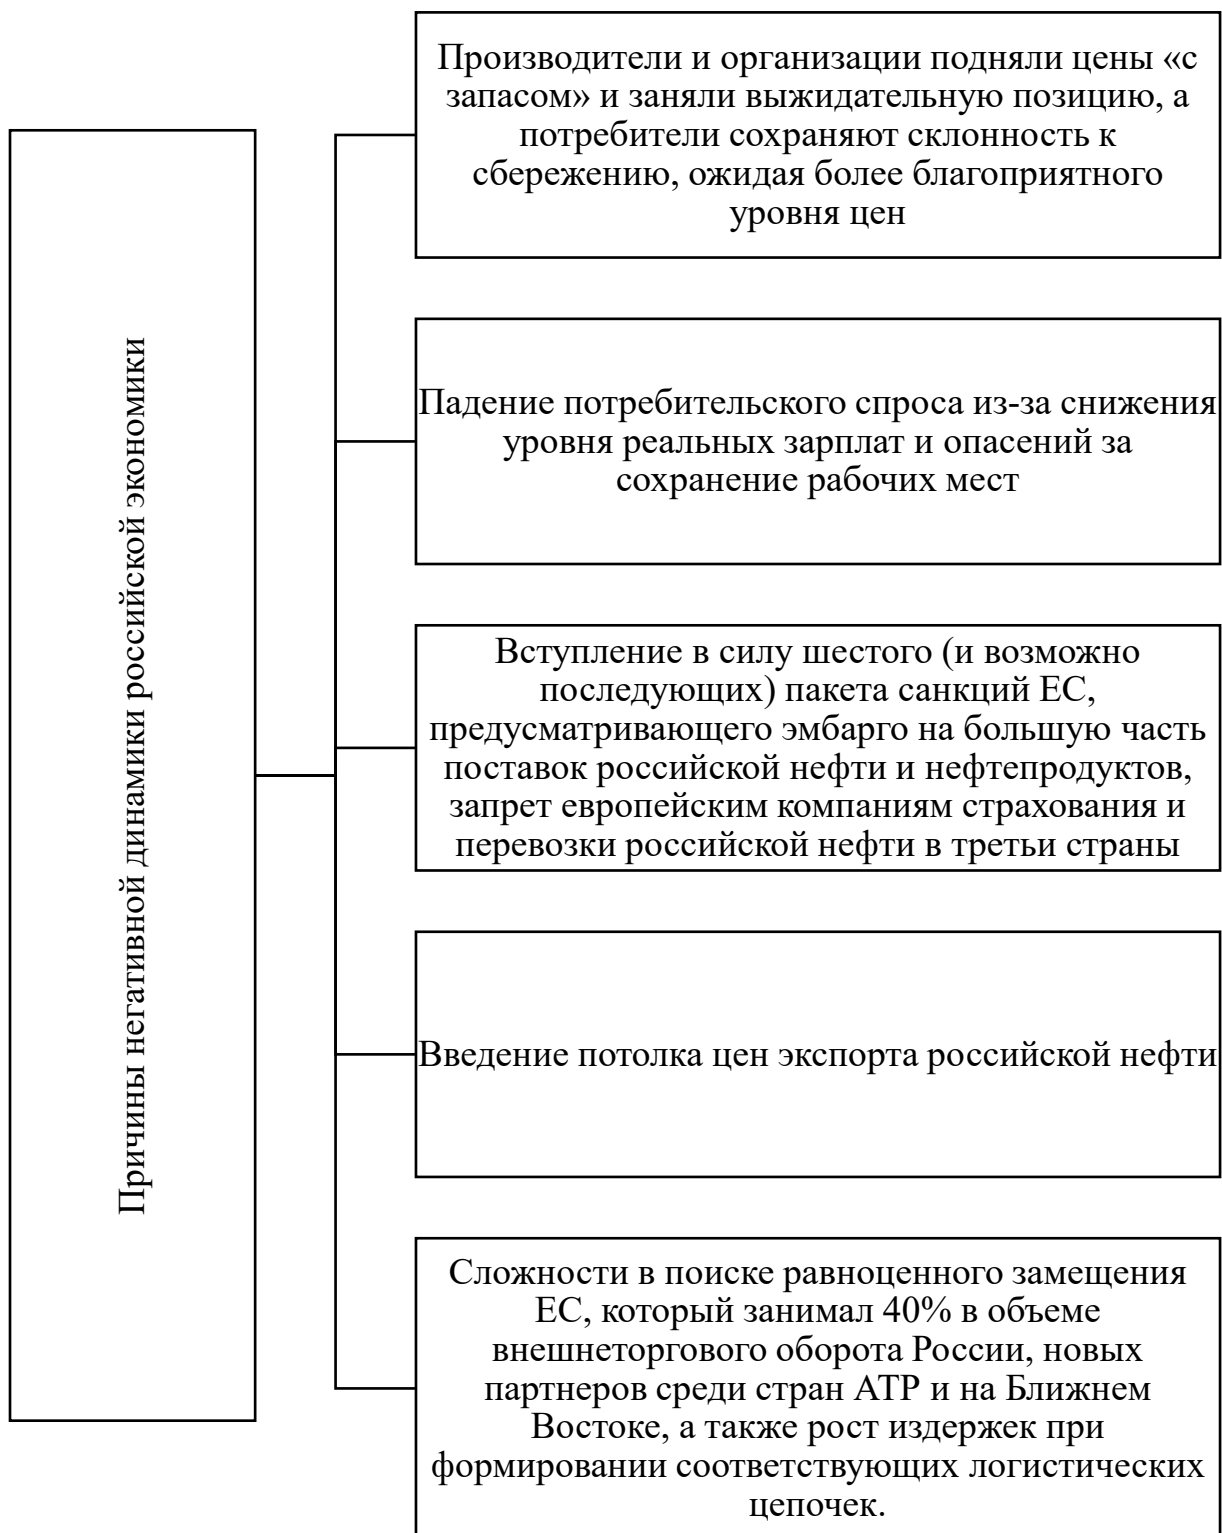 Причины негативной динамики российской экономики
Производители и организации подняли цены «с
запасом» и заняли выжидательную позицию, а
потребители сохраняют склонность к
сбережению, ожидая более благоприятного
уровня цен
Падение потребительского спроса из-за снижения
уровня реальных зарплат и опасений за
сохранение рабочих мест
Вступление в силу шестого (и возможно
последующих) пакета санкций ЕС,
предусматривающего эмбарго на большую часть
поставок российской нефти и нефтепродуктов,
запрет европейским компаниям страхования и
перевозки российской нефти в третьи страны
Введение потолка цен экспорта российской нефти
Сложности в поиске равноценного замещения
ЕС, который занимал 40% в объеме
внешнеторгового оборота России, новых
партнеров среди стран АТР и на Ближнем
Востоке, а также рост издержек при
формировании соответствующих логистических
цепочек.